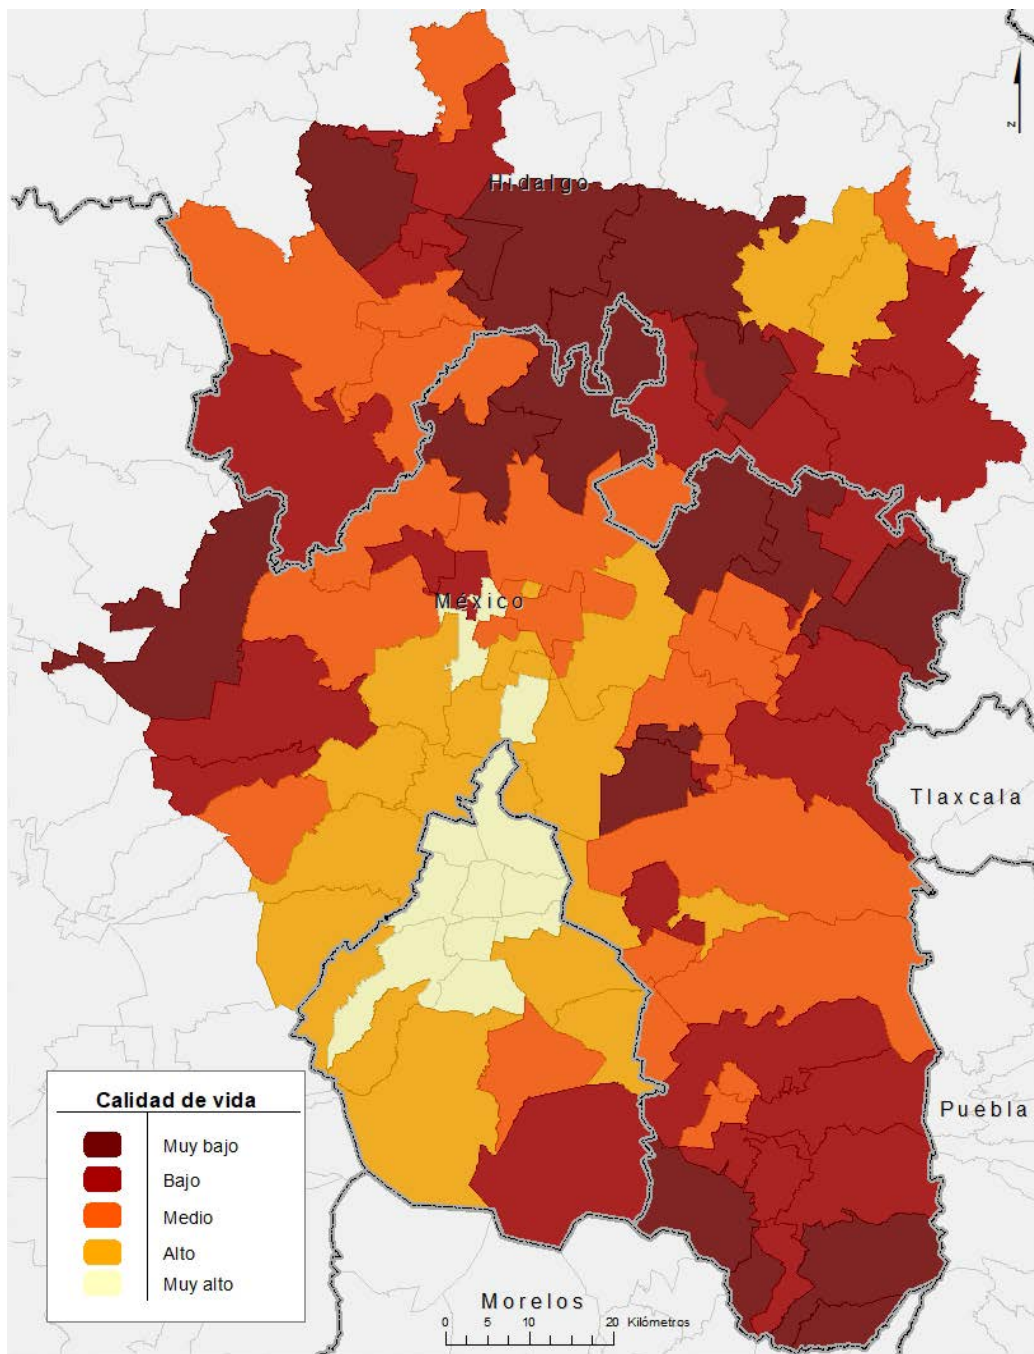 N
Hidalgo
México
Tlaxcala
Calidad de vida
Muy bajo
Bajo
Medio
Alto
Muy alto
Puebla
Morelos
0 5 10 20 Kilómetros